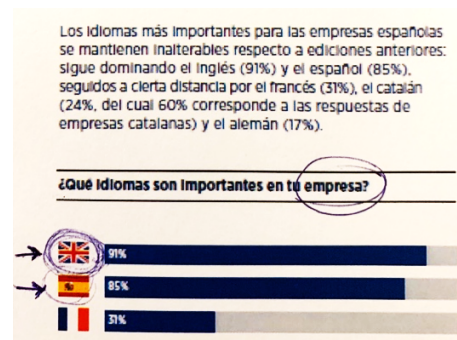 Los idiomas más importantes para las empresas españolas
se mantienen inalterables respecto a ediciones anteriores:
sigue dominando el inglés (91%) y el español (85%),
seguidos a cierta distancia por el francés (31%), el catalán
(24%, del cual 60% corresponde a las respuestas de
empresas catalanas) y el alemán (17%).
¿Qué idiomas son importantes en tu empresa?
91%
85%
31%